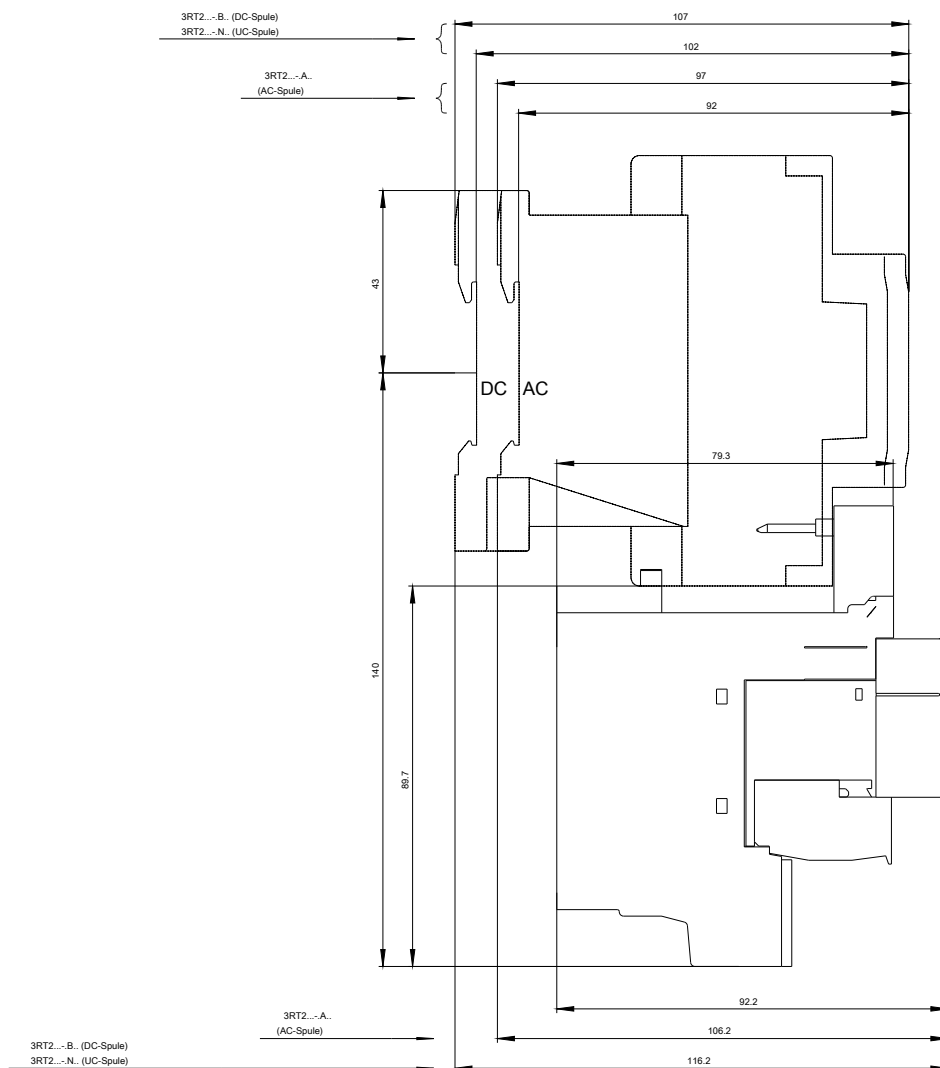 3RT2...-.B.. (DC-Spule)
3RT2...-.N.. (UC-Spule)
107
102
3RT2...-.A..
(AC-Spule)
97
92
43
DC
AC
79.3
140
89.7
92.2
3RT2...-.A..
(AC-Spule)
106.2
3RT2...-.B.. (DC-Spule)
3RT2...-.N.. (UC-Spule)
116.2